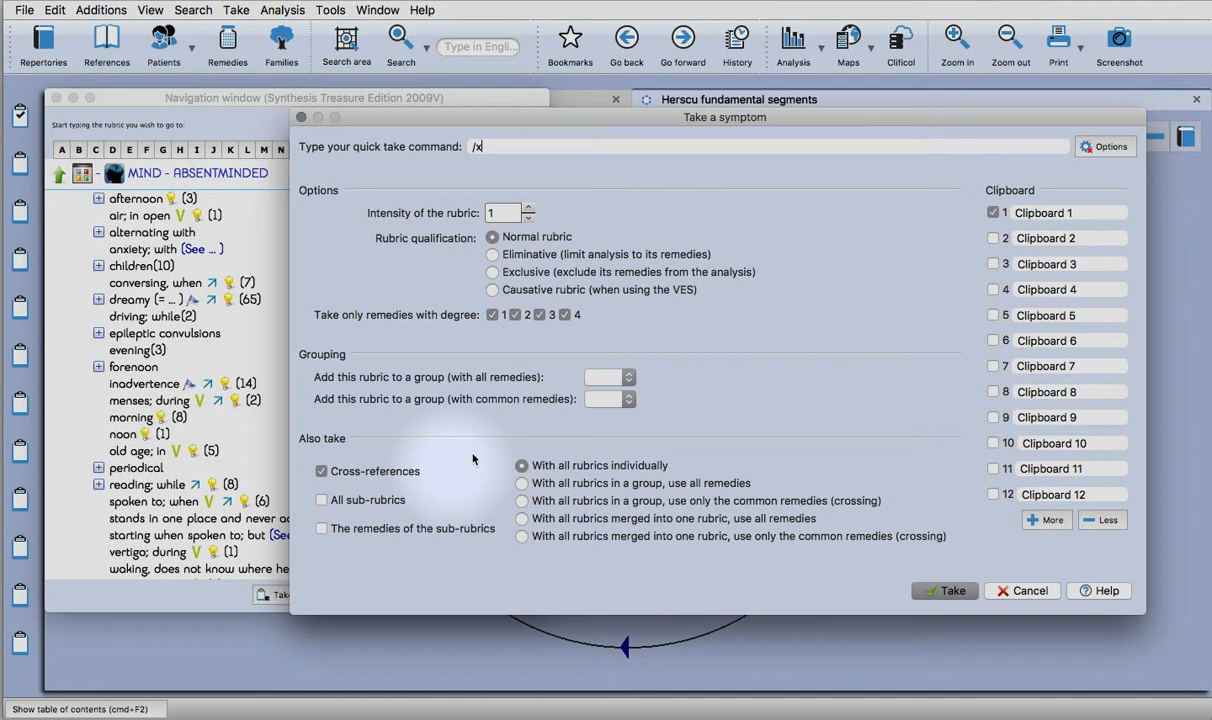 File Edit Additions View Search Take Analysis Tools Window Help
Type in Engli...
Repertories References Patients Remedies Families Search area Search Bookmarks Go back Go forward History Analysis Maps Clificol Zoom in Zoom out Print Screenshot
Navigation window (Synthesis Treasure Edition 2009V)
Herscu fundamental segments
Start typing the rubric you wish to go to:
A B C D E F G H I J K L M N
MIND - ABSENTMINDED
afternoon (3)
air; in open V (1)
alternating with
anxiety; with (See ... )
children(10)
conversing, when (7)
dreamy (= ... ) (65)
driving; while(2)
epileptic convulsions
evening(3)
forenoon
inadvertence (14)
menses; during V (2)
morning (8)
noon (1)
old age; in V (5)
periodical
reading; while (8)
spoken to; when V (6)
stands in one place and never a
starting when spoken to; but (See
vertigo; during V (1)
waking, does not know where he
Take a symptom
Type your quick take command: /x
Options
Options
Intensity of the rubric: 1
Rubric qualification: Normal rubric
Eliminative (limit analysis to its remedies)
Exclusive (exclude its remedies from the analysis)
Causative rubric (when using the VES)
Take only remedies with degree: 1 2 3 4
Grouping
Add this rubric to a group (with all remedies):
Add this rubric to a group (with common remedies):
Also take
Cross-references
All sub-rubrics
The remedies of the sub-rubrics
With all rubrics individually
With all rubrics in a group, use all remedies
With all rubrics in a group, use only the common remedies (crossing)
With all rubrics merged into one rubric, use all remedies
With all rubrics merged into one rubric, use only the common remedies (crossing)
Clipboard
1 Clipboard 1
2 Clipboard 2
3 Clipboard 3
4 Clipboard 4
5 Clipboard 5
6 Clipboard 6
7 Clipboard 7
8 Clipboard 8
9 Clipboard 9
10 Clipboard 10
11 Clipboard 11
12 Clipboard 12
More Less
Take Cancel Help
Tak
Show table of contents (cmd+F2)